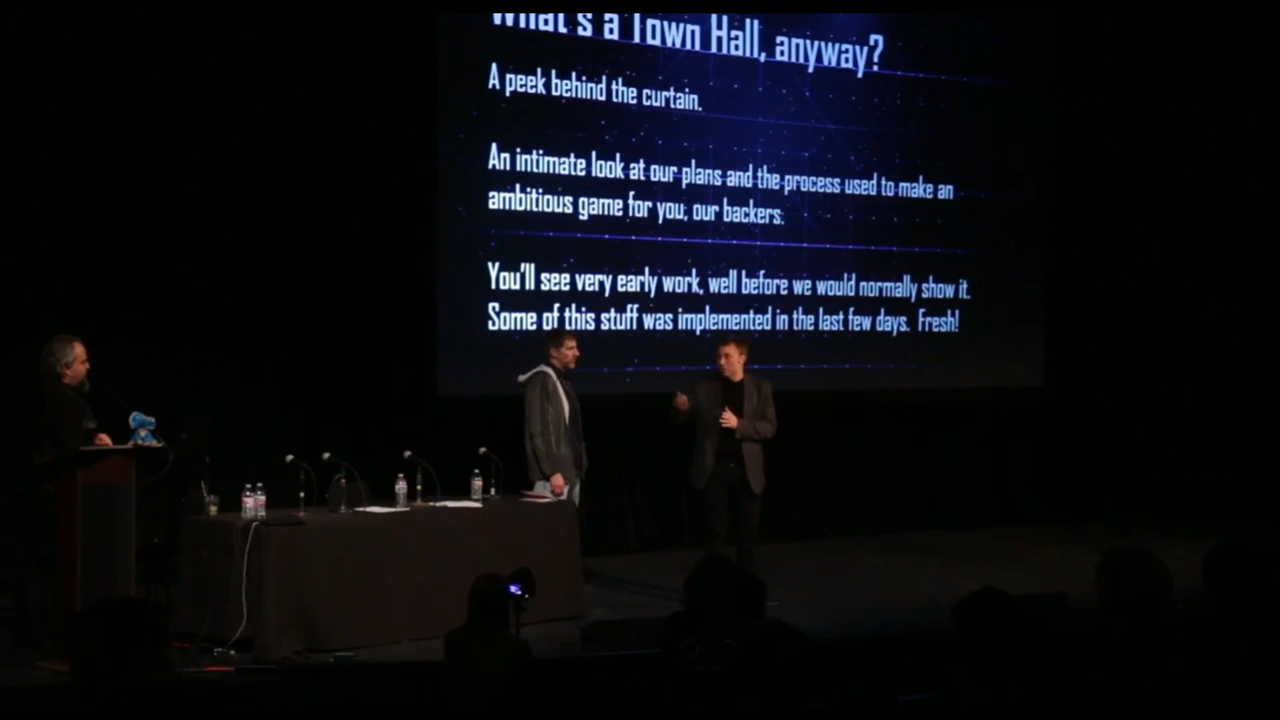 What's a Town Hall, anyway?
A peek behind the curtain.
An intimate look at our plans and the process used to make an
ambitious game for you, our backers.
You'll see very early work, well before we would normally show it.
Some of this stuff was implemented in the last few days. Fresh!